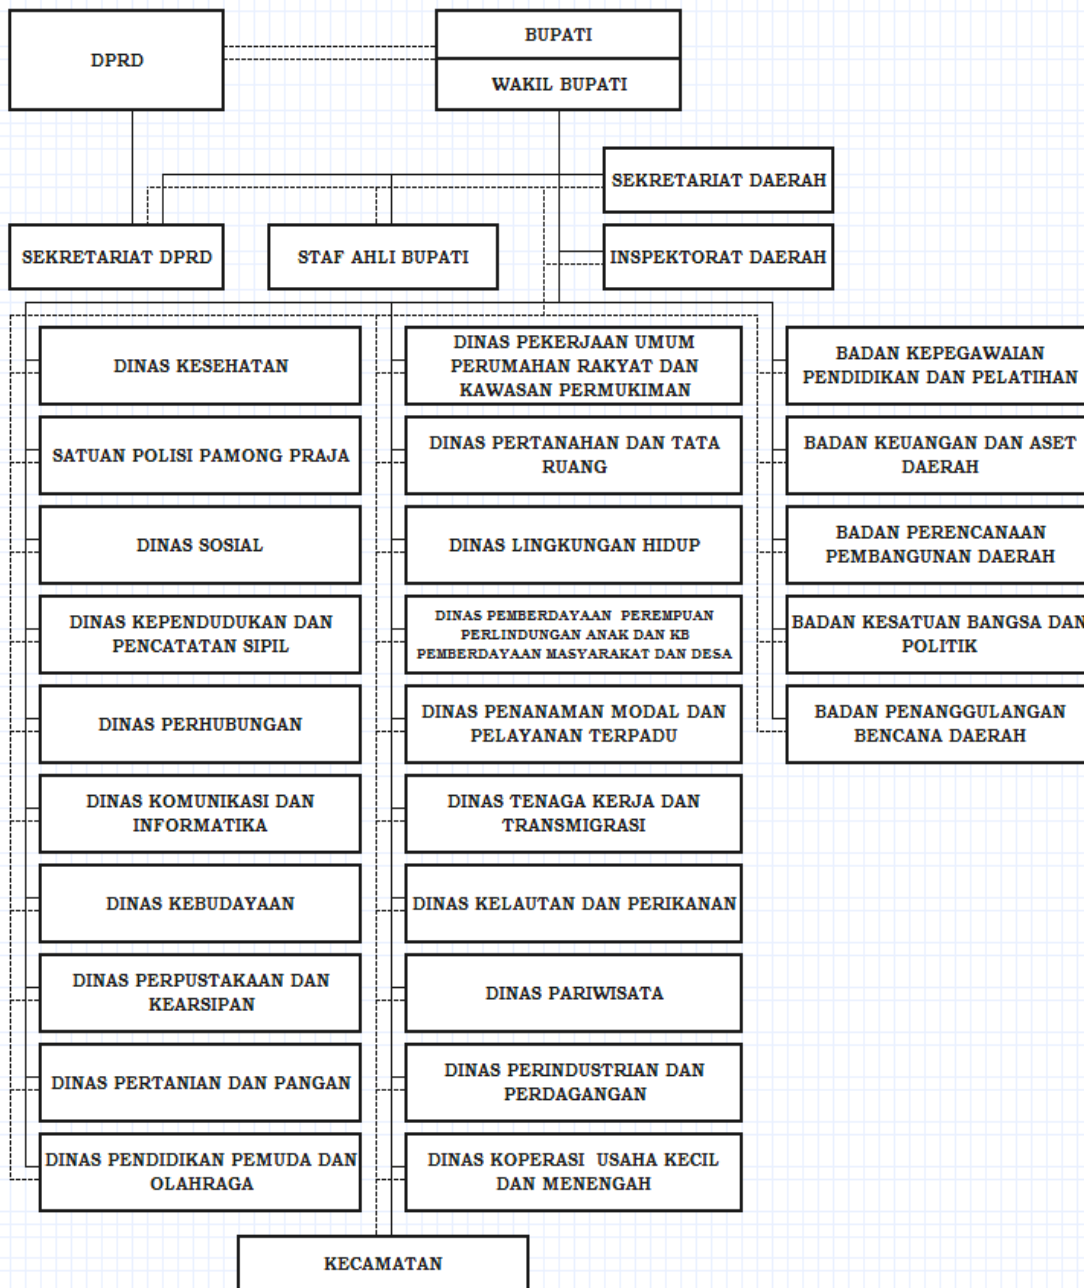 DPRD
BUPATI
WAKIL BUPATI
SEKRETARIAT DAERAH
SEKRETARIAT DPRD
STAF AHLI BUPATI
INSPEKTORAT DAERAH
DINAS KESEHATAN
SATUAN POLISI PAMONG PRAJA
DINAS SOSIAL
DINAS KEPENDUDUKAN DAN
PENCATATAN SIPIL
DINAS PERHUBUNGAN
DINAS KOMUNIKASI DAN
INFORMATIKA
DINAS KEBUDAYAAN
DINAS PERPUSTAKAAN DAN
KEARSIPAN
DINAS PERTANIAN DAN PANGAN
DINAS PENDIDIKAN PEMUDA DAN
OLAHRAGA
DINAS PEKERJAAN UMUM
PERUMAHAN RAKYAT DAN
KAWASAN PERMUKIMAN
DINAS PERTANAHAN DAN TATA
RUANG
DINAS LINGKUNGAN HIDUP
DINAS PEMBERDAYAAN PEREMPUAN
PERLINDUNGAN ANAK DAN KB
PEMBERDAYAAN MASYARAKAT DAN DESA
DINAS PENANAMAN MODAL DAN
PELAYANAN TERPADU
DINAS TENAGA KERJA DAN
TRANSMIGRASI
DINAS KELAUTAN DAN PERIKANAN
DINAS PARIWISATA
DINAS PERINDUSTRIAN DAN
PERDAGANGAN
DINAS KOPERASI USAHA KECIL
DAN MENENGAH
BADAN KEPEGAWAIAN
PENDIDIKAN DAN PELATIHAN
BADAN KEUANGAN DAN ASET
DAERAH
BADAN PERENCANAAN
PEMBANGUNAN DAERAH
BADAN KESATUAN BANGSA DAN
POLITIK
BADAN PENANGGULANGAN
BENCANA DAERAH
KECAMATAN